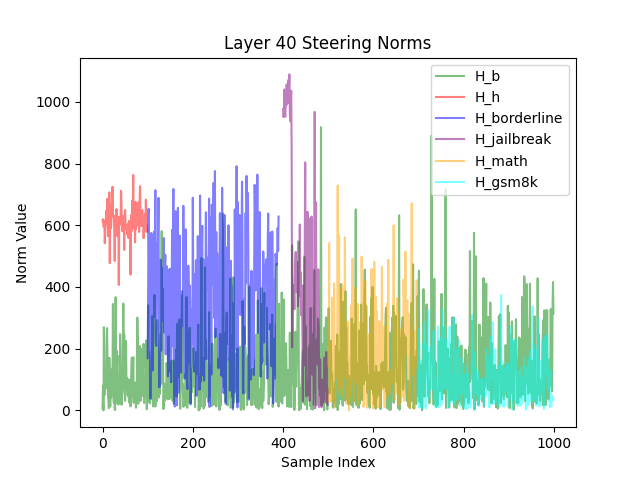 Layer 40 Steering Norms
H_b
H_h
H_borderline
H_jailbreak
H_math
H_gsm8k
Norm Value
1000
800
600
400
200
0
0
200
400
600
800
1000
Sample Index